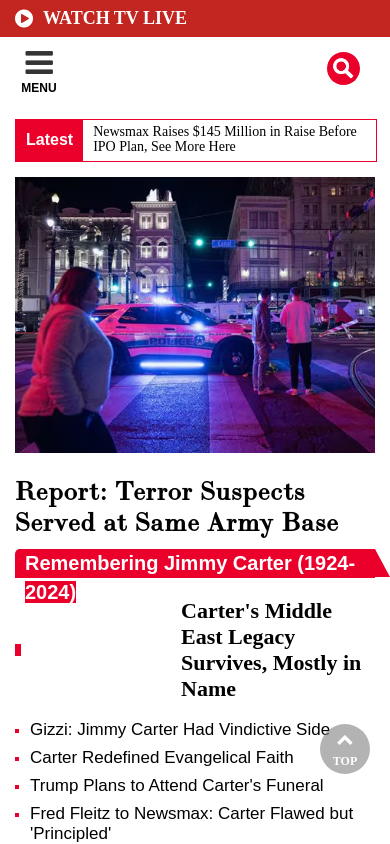 WATCH TV LIVE
MENU
Latest
Newsmax Raises $145 Million in Raise Before
IPO Plan, See More Here
Canal
POLICE
Report: Terror Suspects
Served at Same Army Base
Remembering Jimmy Carter (1924-
2024)
Carter's Middle
East Legacy
Survives, Mostly in
Name
Gizzi: Jimmy Carter Had Vindictive Side
Carter Redefined Evangelical Faith
Trump Plans to Attend Carter's Funeral
Fred Fleitz to Newsmax: Carter Flawed but
'Principled'
TOP